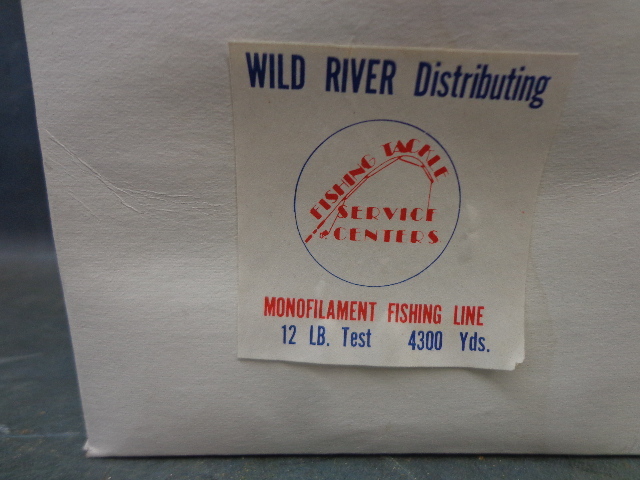 WILD RIVER Distributing
FISHING TACKLE
SERVICE
CENTERS
MONOFILAMENT FISHING LINE
12 LB. Test 4300 Yds.